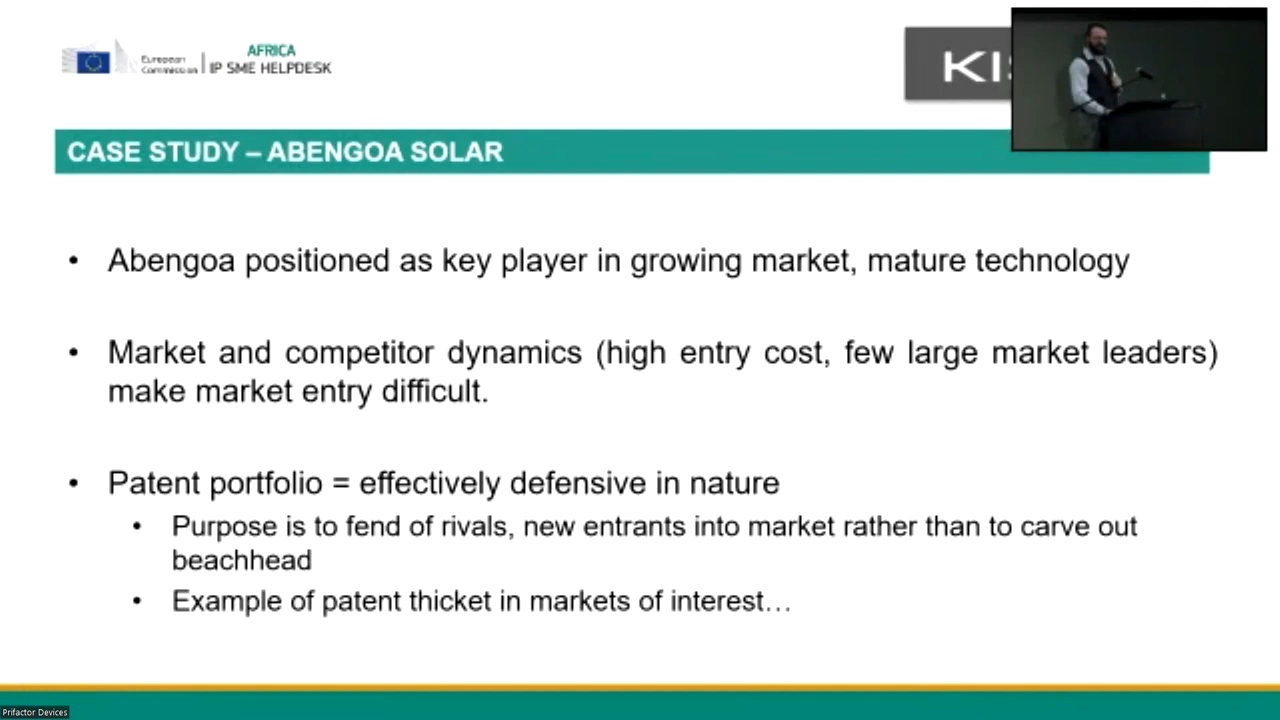 European
Commission
AFRICA
IP SME HELPDESK
CASE STUDY – ABENGOA SOLAR
• Abengoa positioned as key player in growing market, mature technology
• Market and competitor dynamics (high entry cost, few large market leaders)
make market entry difficult.
• Patent portfolio = effectively defensive in nature
• Purpose is to fend of rivals, new entrants into market rather than to carve out
beachhead
• Example of patent thicket in markets of interest…
Prifactor Devices